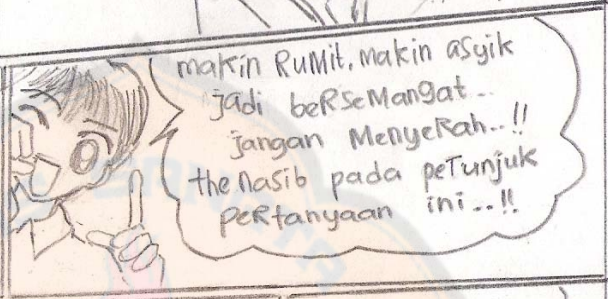 makin RUMit, Makin asyik
jadi beRseMangat...
jangan MenyeRah..!!
the nasib pada peTunjuk
peRtanyaan ini..!!